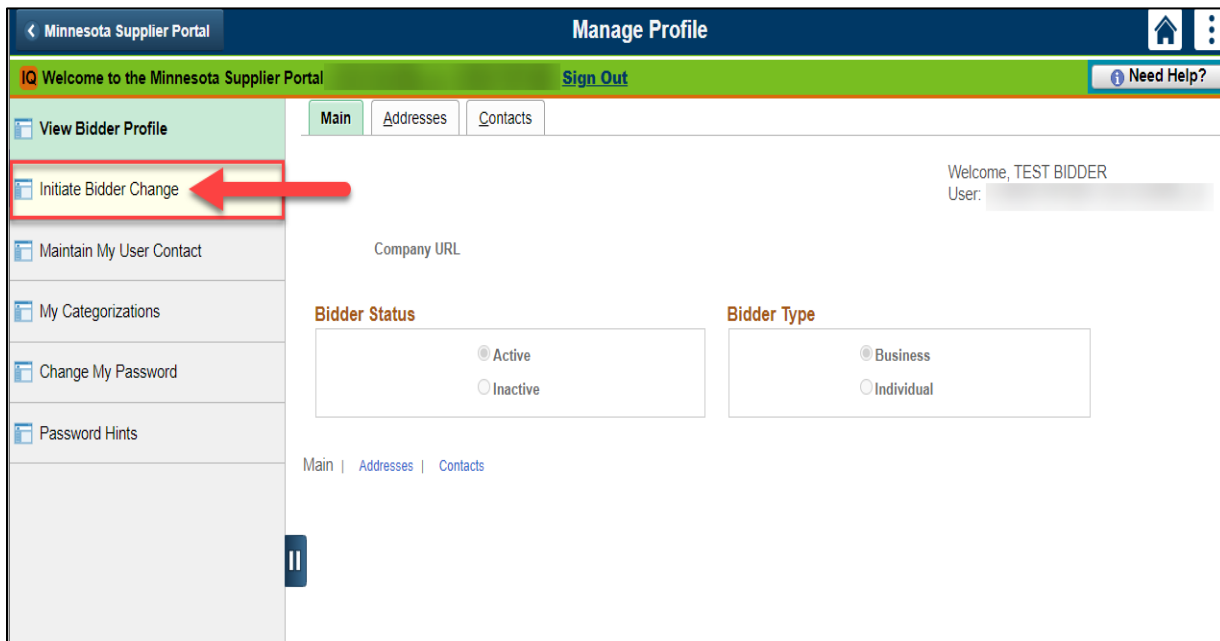 Minnesota Supplier Portal
Manage Profile
IQ Welcome to the Minnesota Supplier Portal Sign Out
Need Help?
View Bidder Profile
Initiate Bidder Change
Maintain My User Contact
My Categorizations
Change My Password
Password Hints
Main Addresses Contacts
Welcome, TEST BIDDER
User:
Company URL
Bidder Status
Active
Inactive
Bidder Type
Business
Individual
Main | Addresses | Contacts